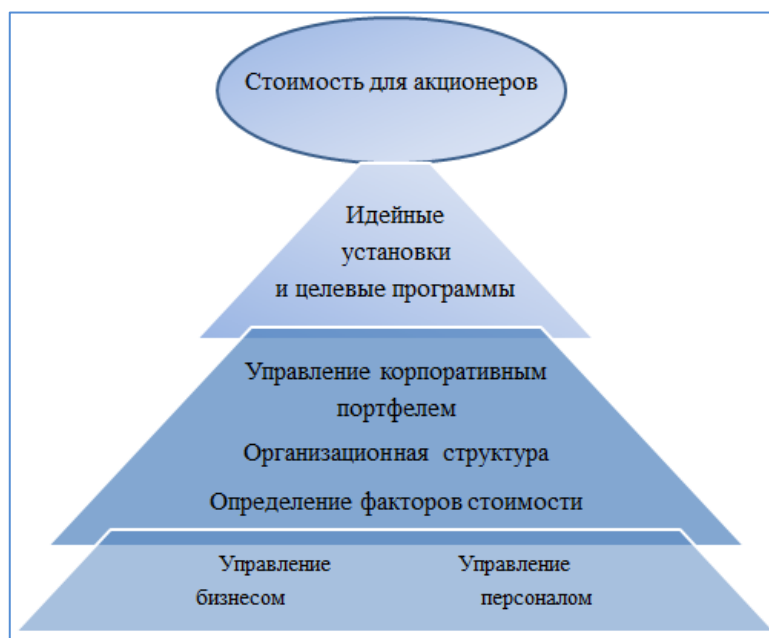 Стоимость для акционеров
Идейные
установки
и целевые программы
Управление корпоративным
портфелем
Организационная структура
Определение факторов стоимости
Управление Управление
бизнесом персоналом